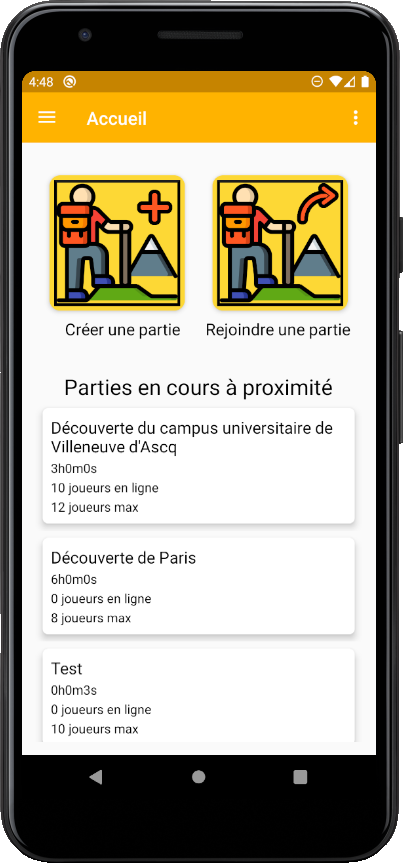 4:48
Accueil
Créer une partie
Rejoindre une partie
Parties en cours à proximité
Découverte du campus universitaire de
Villeneuve d'Ascq
3h0m0s
10 joueurs en ligne
12 joueurs max
Découverte de Paris
6h0m0s
0 joueurs en ligne
8 joueurs max
Test
0h0m3s
0 joueurs en ligne
10 joueurs max